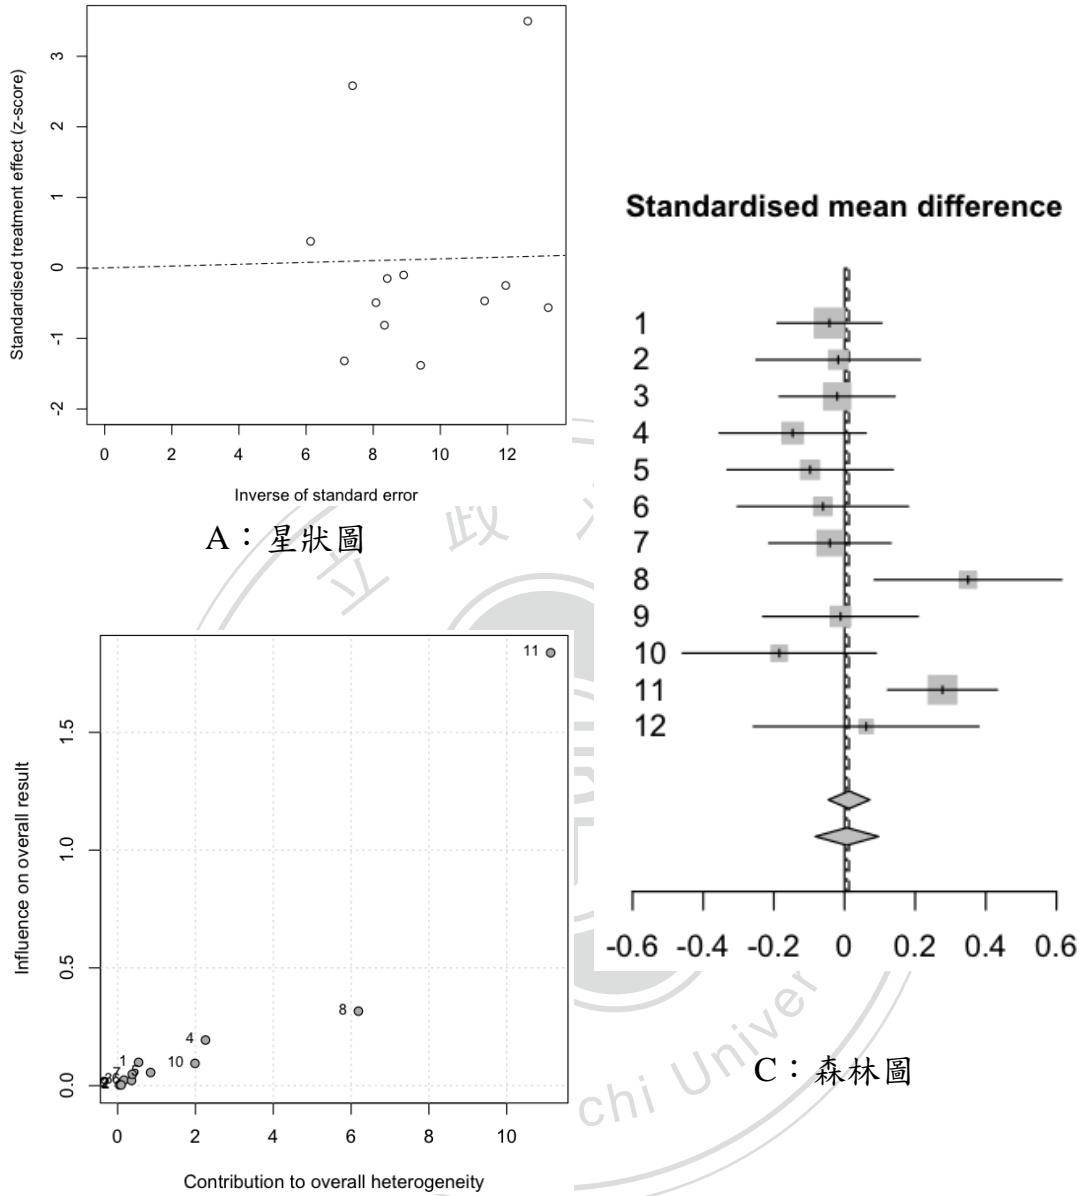 Standardised treatment effect (z-score)
3
2
1
0
-1
-2
0 2 4 6 8 10 12
Inverse of standard error
A：星狀圖
立 政
Influence on overall result
1.5
1.0
0.5
0.0
11
8
4
10
1
7
0 2 4 6 8 10
Contribution to overall heterogeneity
Standardised mean difference
1
2
3
4
5
6
7
8
9
10
11
12
-0.6 -0.4 -0.2 0 0.2 0.4 0.6
chi Univer
C：森林圖